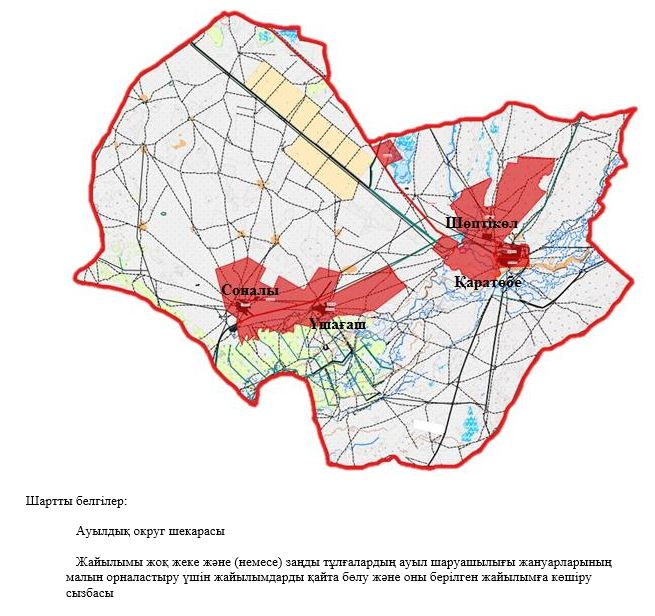 Шөптікөл
Қаратөбе
Соналы
Үшағаш
Шартты белгілер:
Ауылдық округ шекарасы
Жайылымы жоқ жеке және (немесе) заңды тұлғалардың ауыл шаруашылығы жануарларының
малын орналастыру үшін жайылымдарды қайта бөлу және оны берілген жайылымға көшіру
сызбасы